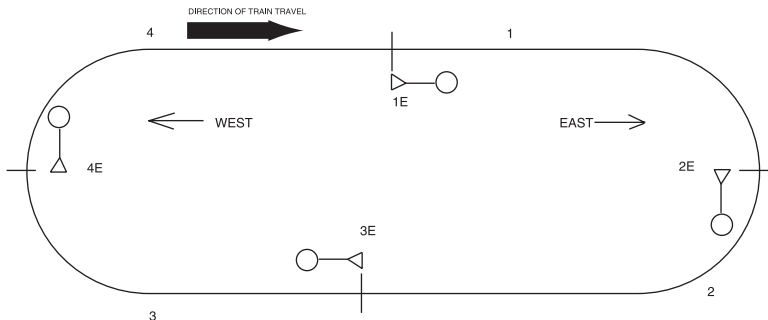 DIRECTION OF TRAIN TRAVEL
4
1
1E
WEST
EAST
4E
2E
3E
2
3